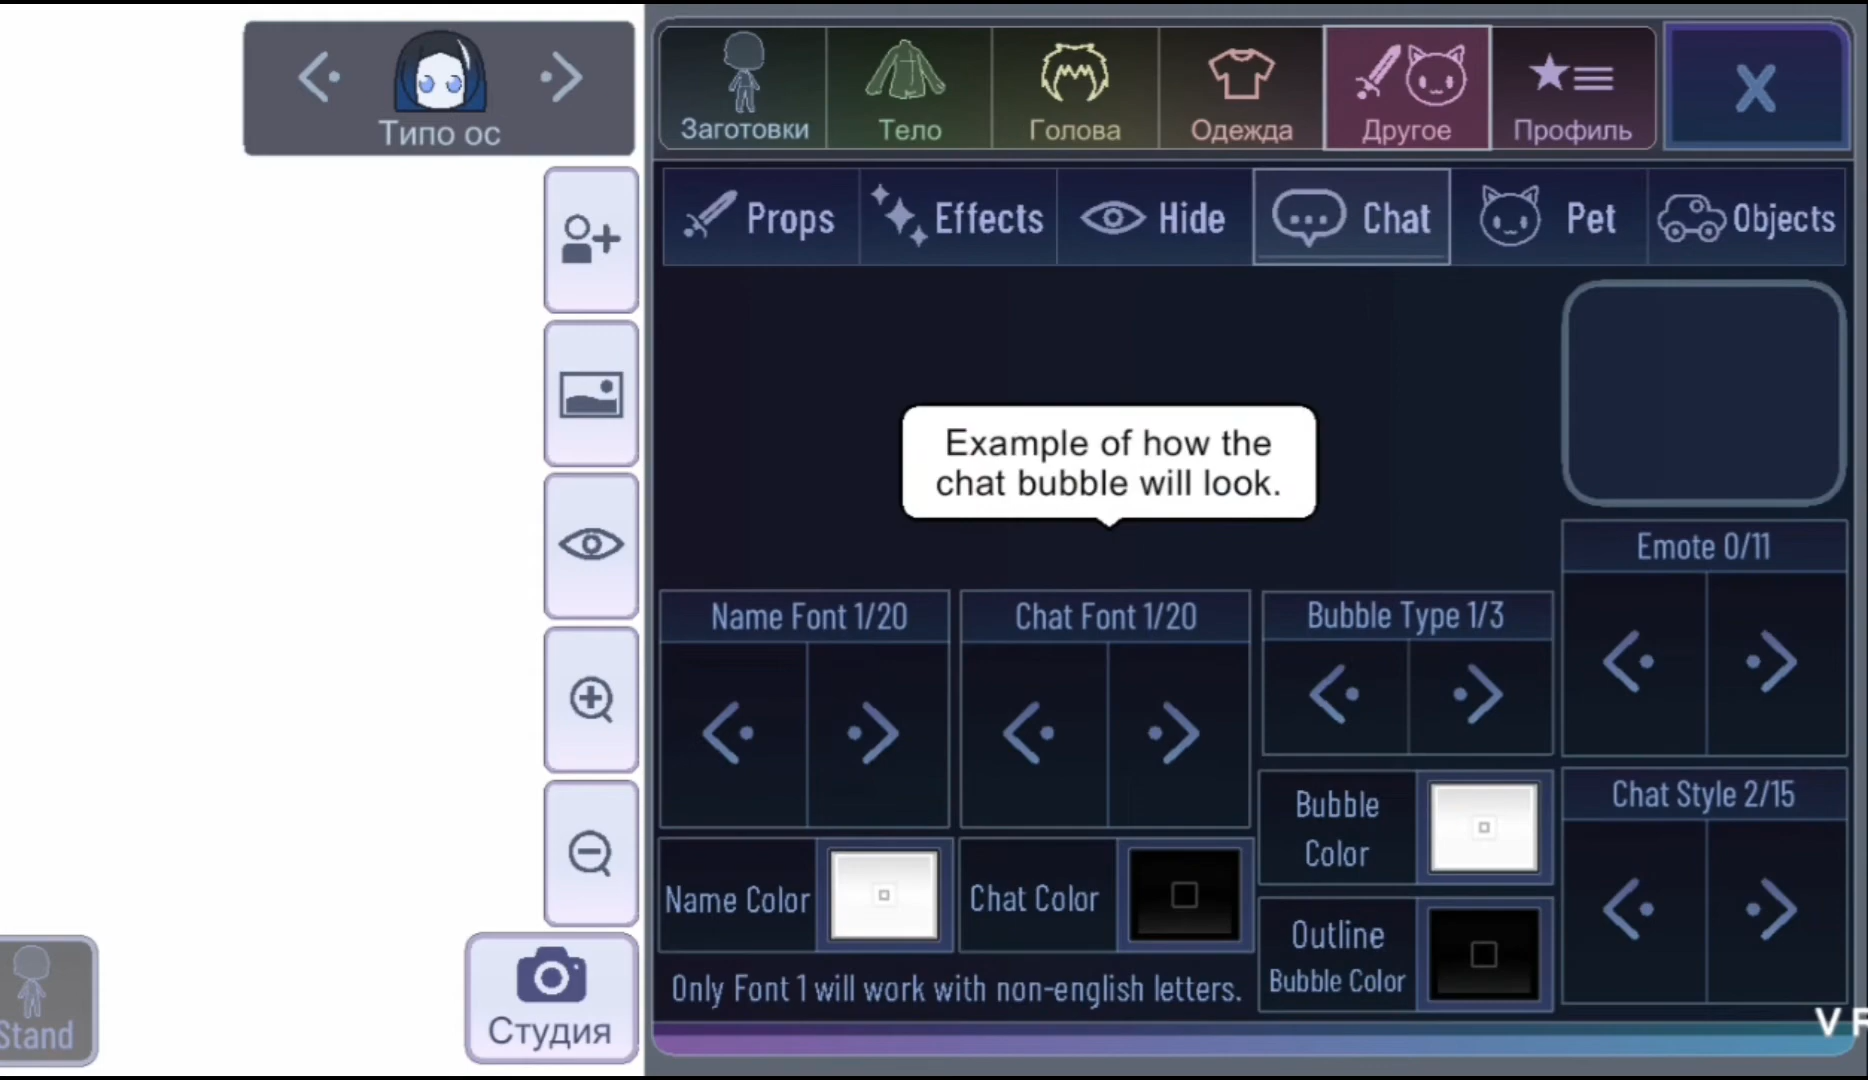 Типо ос
Заготовки
Тело
Голова
Одежда
Другое
Профиль
X
Props
Effects
Hide
Chat
Pet
Objects
Example of how the
chat bubble will look.
Emote 0/11
Name Font 1/20
Chat Font 1/20
Bubble Type 1/3
Chat Style 2/15
Bubble
Color
Name Color
Chat Color
Outline
Bubble Color
Only Font 1 will work with non-english letters.
Stand
Студия
VR